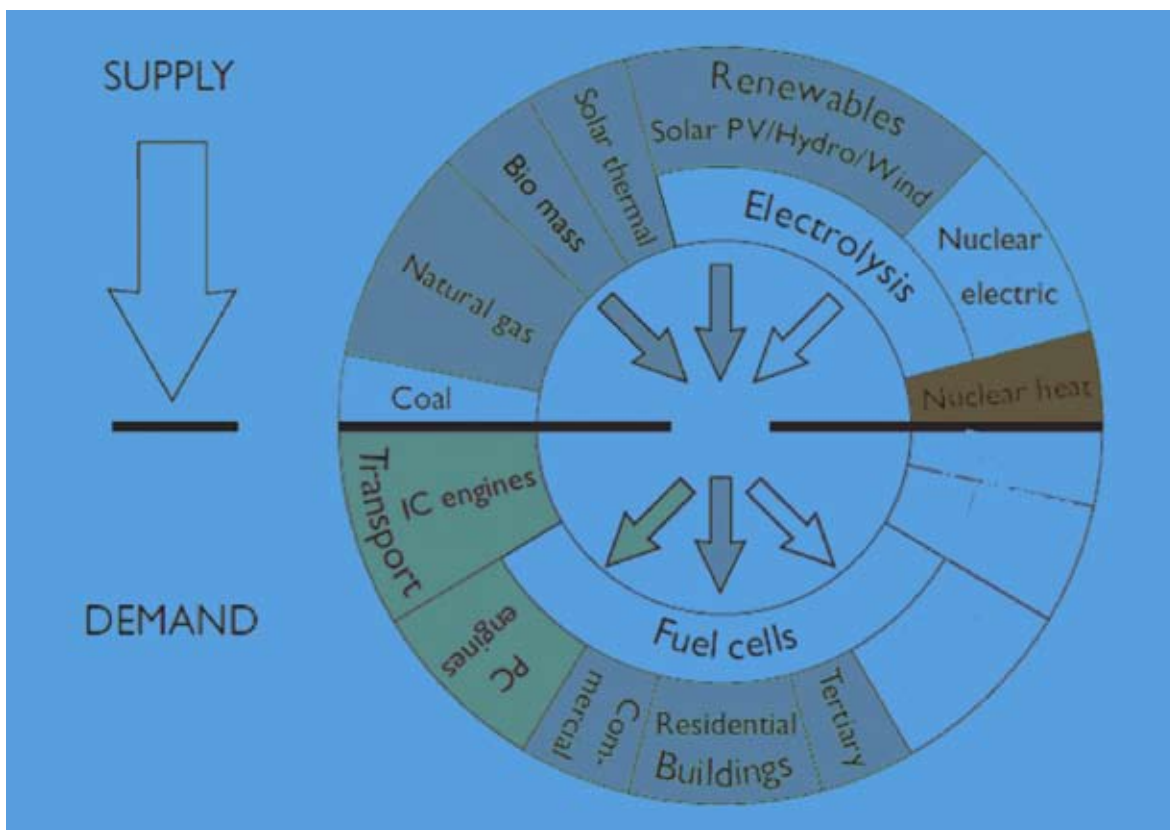 SUPPLY
Renewables
Solar PV/Hydro/Wind
Solar thermal
Bio mass
Natural gas
Coal
Electrolysis
Nuclear
electric
Nuclear heat
DEMAND
Transport
IC engines
PC
engines
Fuel cells
Com.
mercial
Residential
Buildings
Tertiary